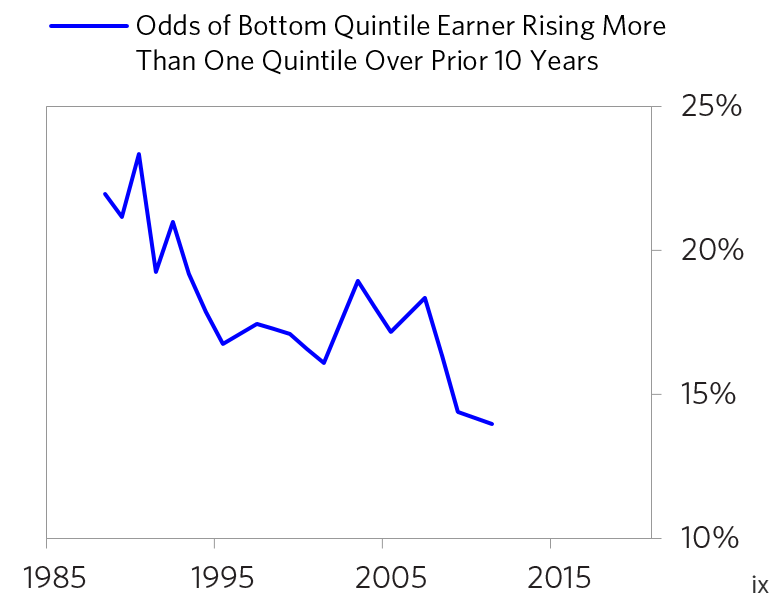 Odds of Bottom Quintile Earner Rising More
Than One Quintile Over Prior 10 Years
25%
20%
15%
10%
1985 1995 2005 2015
ix